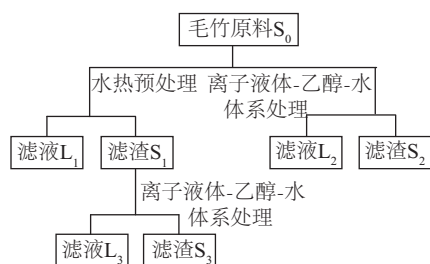 毛竹原料S₀
水热预处理
离子液体-乙醇-水
体系处理
滤液L₁
滤渣S₁
滤液L₂
滤渣S₂
离子液体-乙醇-水
体系处理
滤液L₃
滤渣S₃